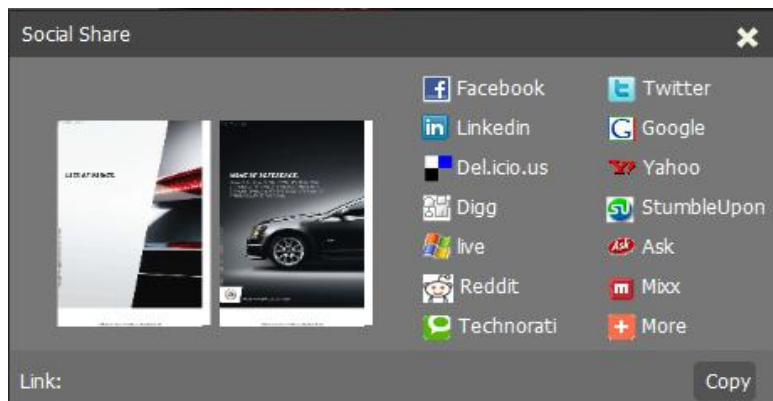 Social Share
Facebook
Twitter
Linkedin
Google
Del.icio.us
Yahoo
Digg
StumbleUpon
live
Ask
Reddit
Mixx
Technorati
More
Link:
Copy